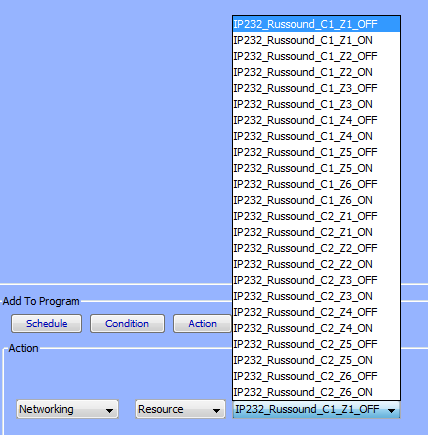 IP232_Russound_C1_Z1_OFF
IP232_Russound_C1_Z1_ON
IP232_Russound_C1_Z2_OFF
IP232_Russound_C1_Z2_ON
IP232_Russound_C1_Z3_OFF
IP232_Russound_C1_Z3_ON
IP232_Russound_C1_Z4_OFF
IP232_Russound_C1_Z4_ON
IP232_Russound_C1_Z5_OFF
IP232_Russound_C1_Z5_ON
IP232_Russound_C1_Z6_OFF
IP232_Russound_C1_Z6_ON
IP232_Russound_C2_Z1_OFF
IP232_Russound_C2_Z1_ON
IP232_Russound_C2_Z2_OFF
IP232_Russound_C2_Z2_ON
IP232_Russound_C2_Z3_OFF
IP232_Russound_C2_Z3_ON
IP232_Russound_C2_Z4_OFF
IP232_Russound_C2_Z4_ON
IP232_Russound_C2_Z5_OFF
IP232_Russound_C2_Z5_ON
IP232_Russound_C2_Z6_OFF
IP232_Russound_C2_Z6_ON
Add To Program
Schedule Condition Action
Action
Networking Resource IP232_Russound_C1_Z1_OFF